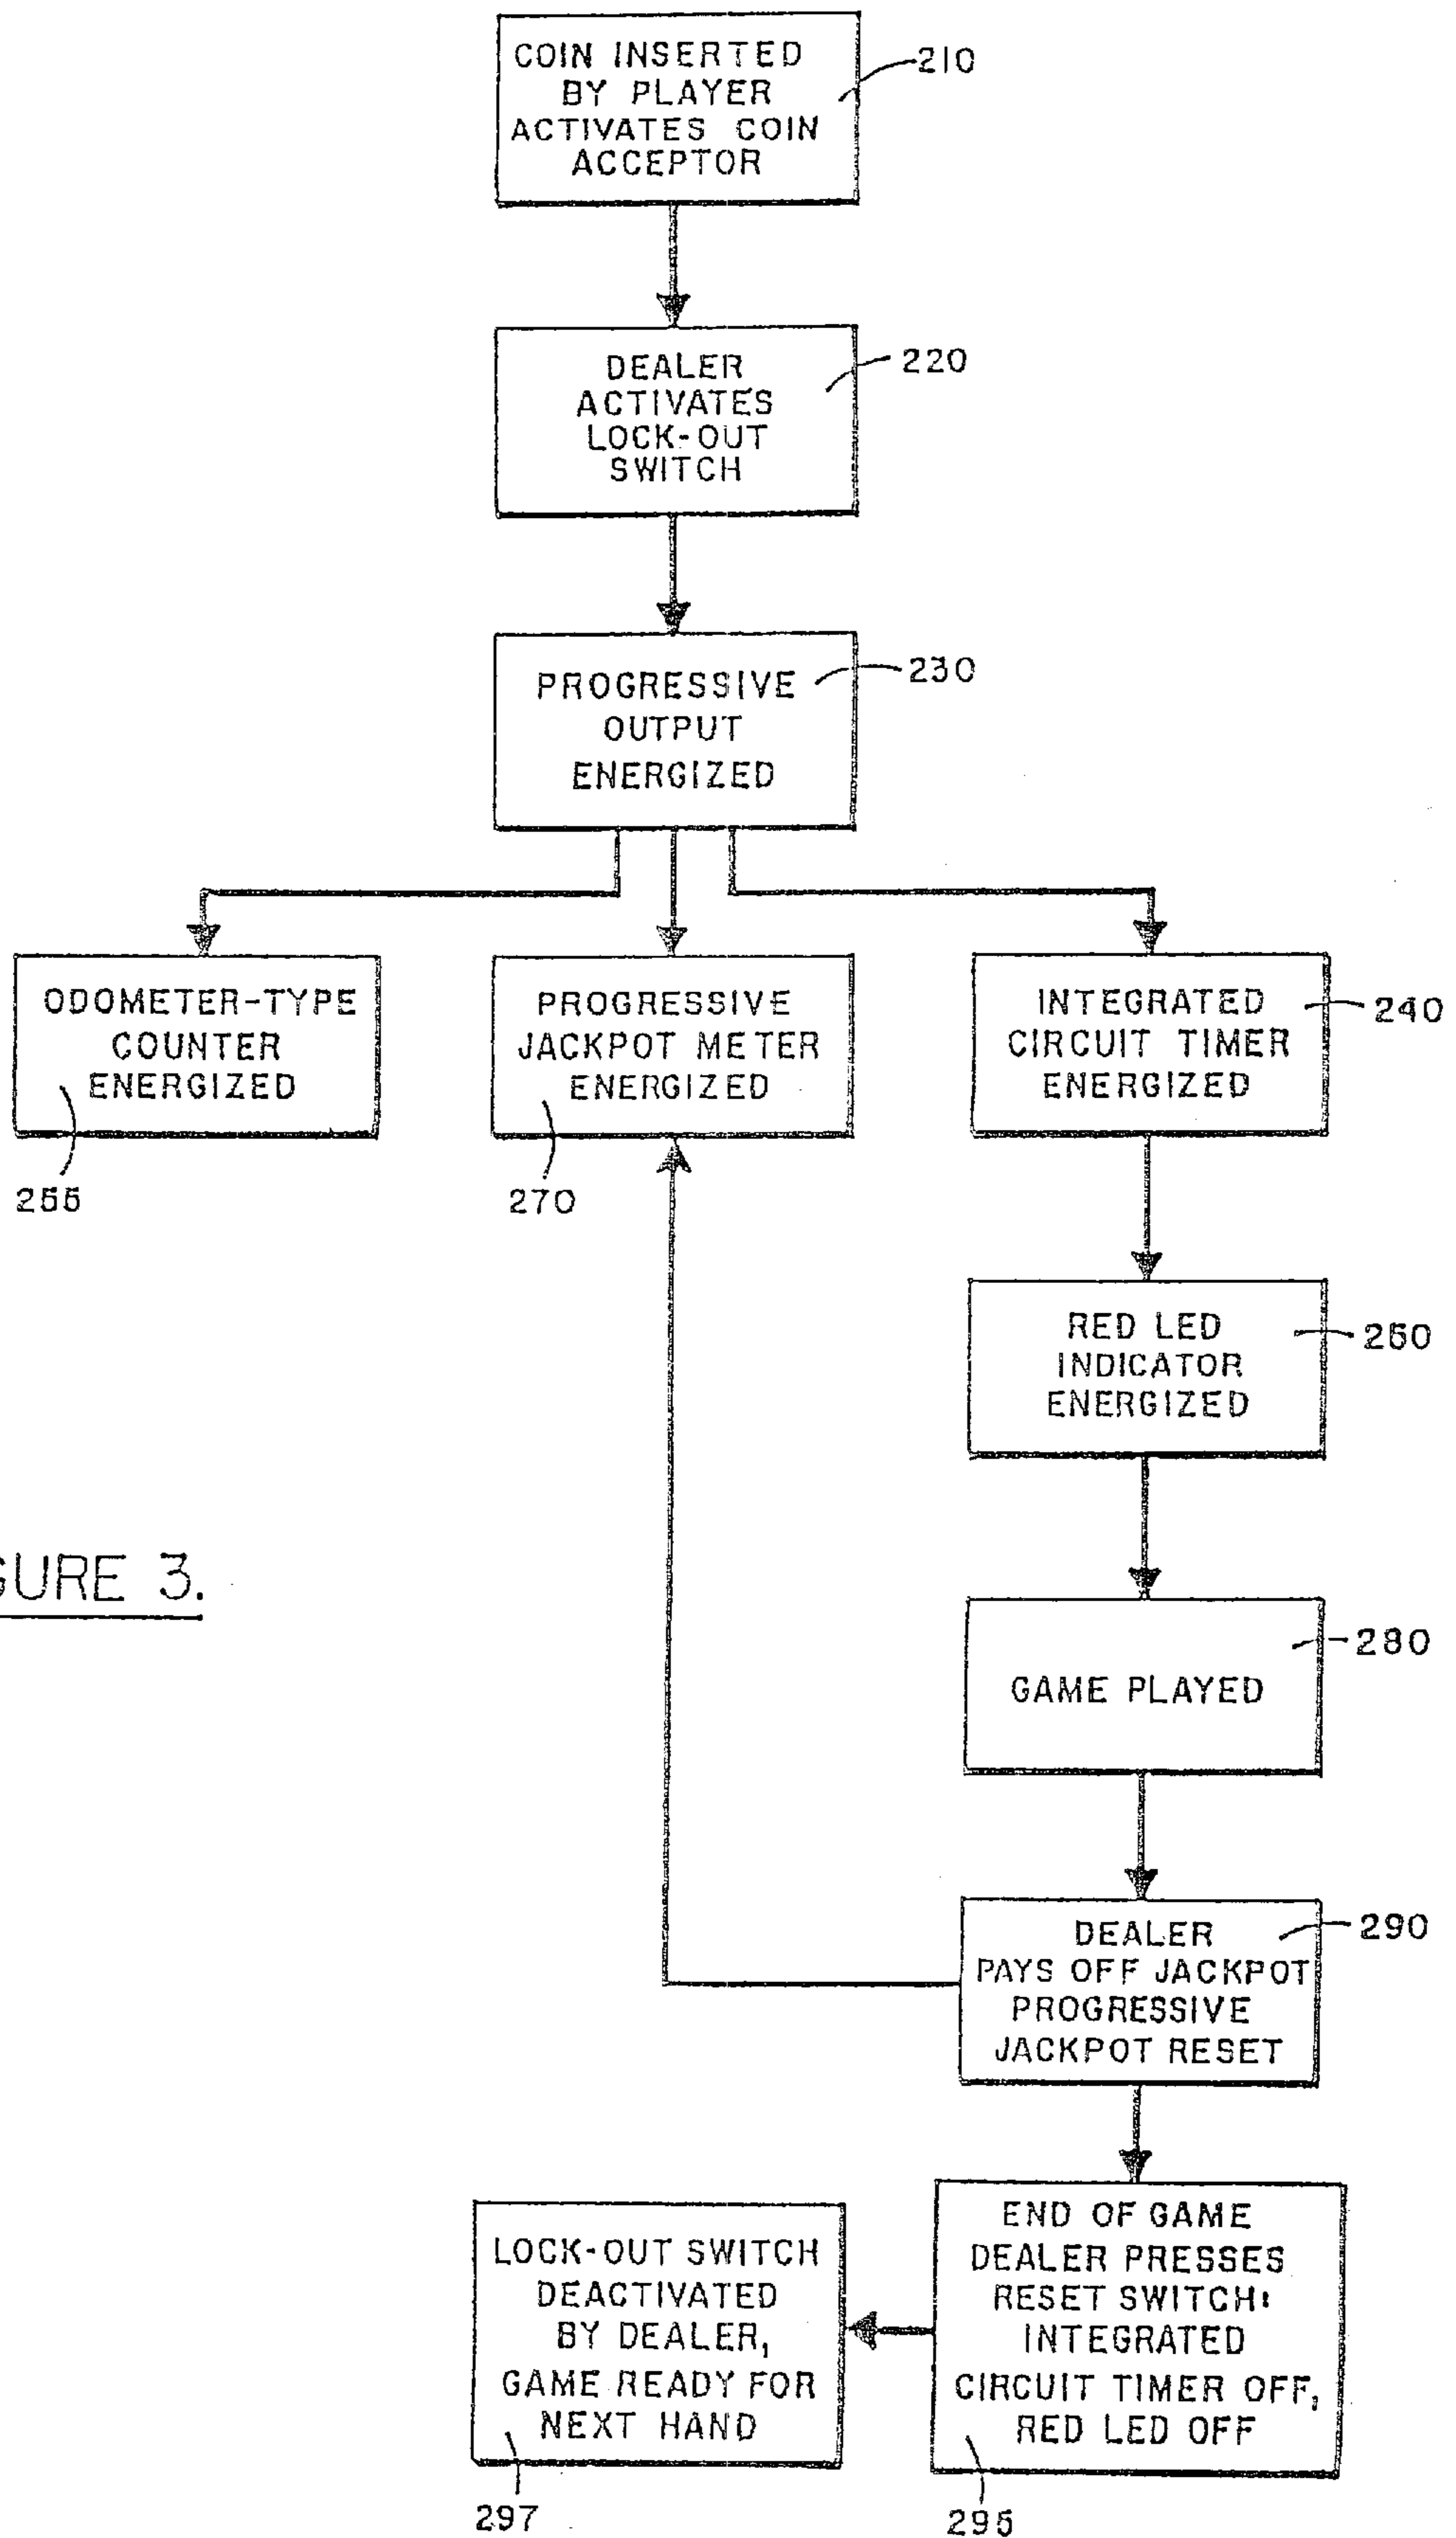 COIN INSERTED
BY PLAYER
ACTIVATES COIN
ACCEPTOR
210
DEALER
ACTIVATES
LOCK-OUT
SWITCH
220
PROGRESSIVE
OUTPUT
ENERGIZED
230
ODOMETER-TYPE
COUNTER
ENERGIZED
255
PROGRESSIVE
JACKPOT METER
ENERGIZED
270
INTEGRATED
CIRCUIT TIMER
ENERGIZED
240
RED LED
INDICATOR
ENERGIZED
250
GURE 3.
GAME PLAYED
280
DEALER
PAYS OFF JACKPOT
PROGRESSIVE
JACKPOT RESET
290
END OF GAME
DEALER PRESSES
RESET SWITCH:
INTEGRATED
CIRCUIT TIMER OFF,
RED LED OFF
295
LOCK-OUT SWITCH
DEACTIVATED
BY DEALER,
GAME READY FOR
NEXT HAND
297